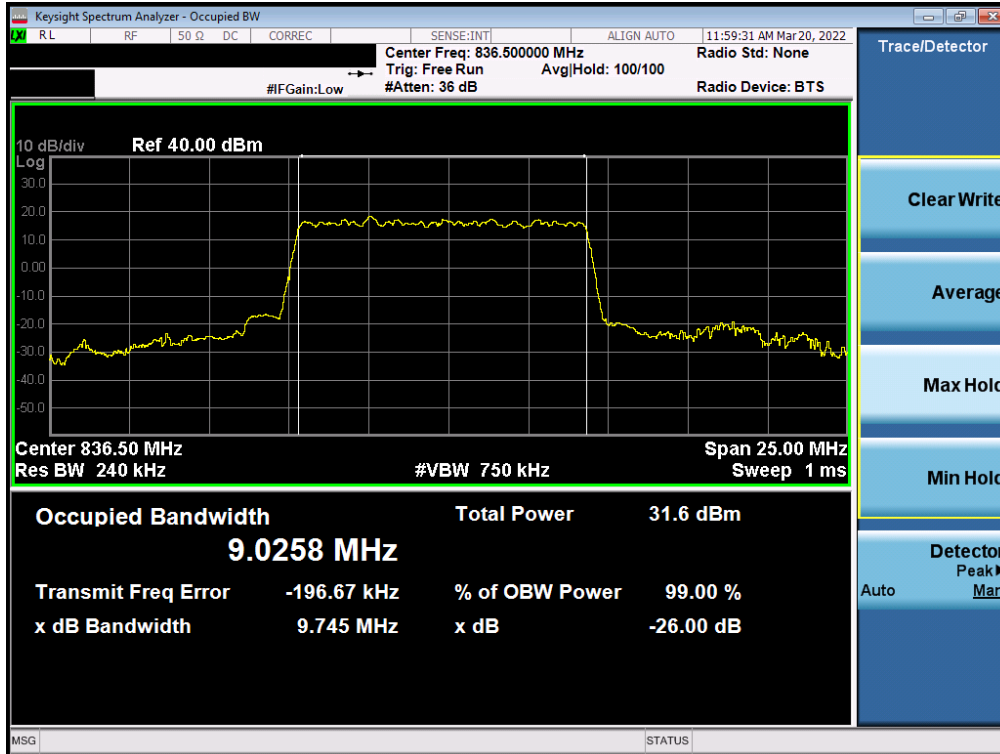 Keysight Spectrum Analyzer - Occupied BW
LXI RL RF 50 Ω DC CORREC SENSE:INT ALIGN AUTO 11:59:31 AM Mar 20, 2022
Center Freq: 836.500000 MHz Radio Std: None
Trig: Free Run Avg|Hold: 100/100
#IFGain:Low #Atten: 36 dB Radio Device: BTS
10 dB/div Ref 40.00 dBm
Log
30.0
20.0
10.0
0.00
-10.0
-20.0
-30.0
-40.0
-50.0
Center 836.50 MHz Span 25.00 MHz
Res BW 240 kHz #VBW 750 kHz Sweep 1 ms
Occupied Bandwidth Total Power 31.6 dBm
9.0258 MHz
Transmit Freq Error -196.67 kHz % of OBW Power 99.00 %
x dB Bandwidth 9.745 MHz x dB -26.00 dB
Trace/Detector
Clear Write
Average
Max Hold
Min Hold
Detector
Peak
Auto Man
MSG STATUS